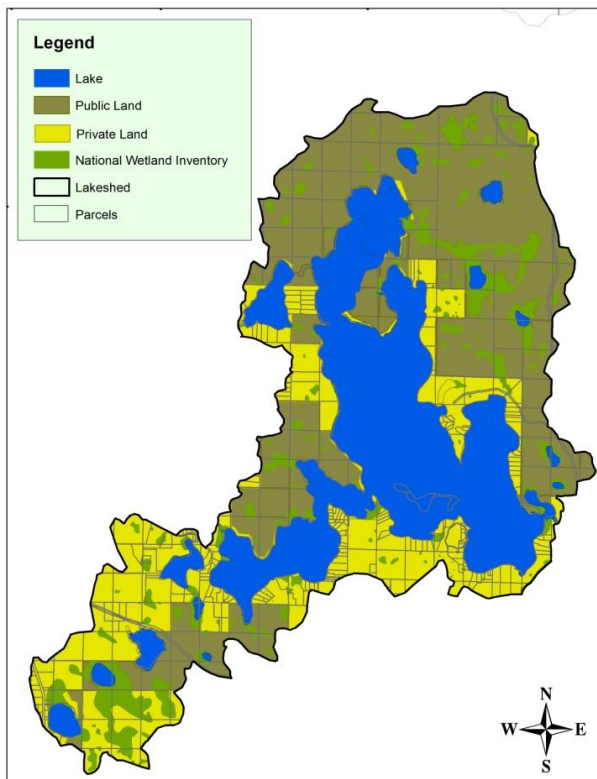 Legend
Lake
Public Land
Private Land
National Wetland Inventory
Lakeshed
Parcels
N
W E
S